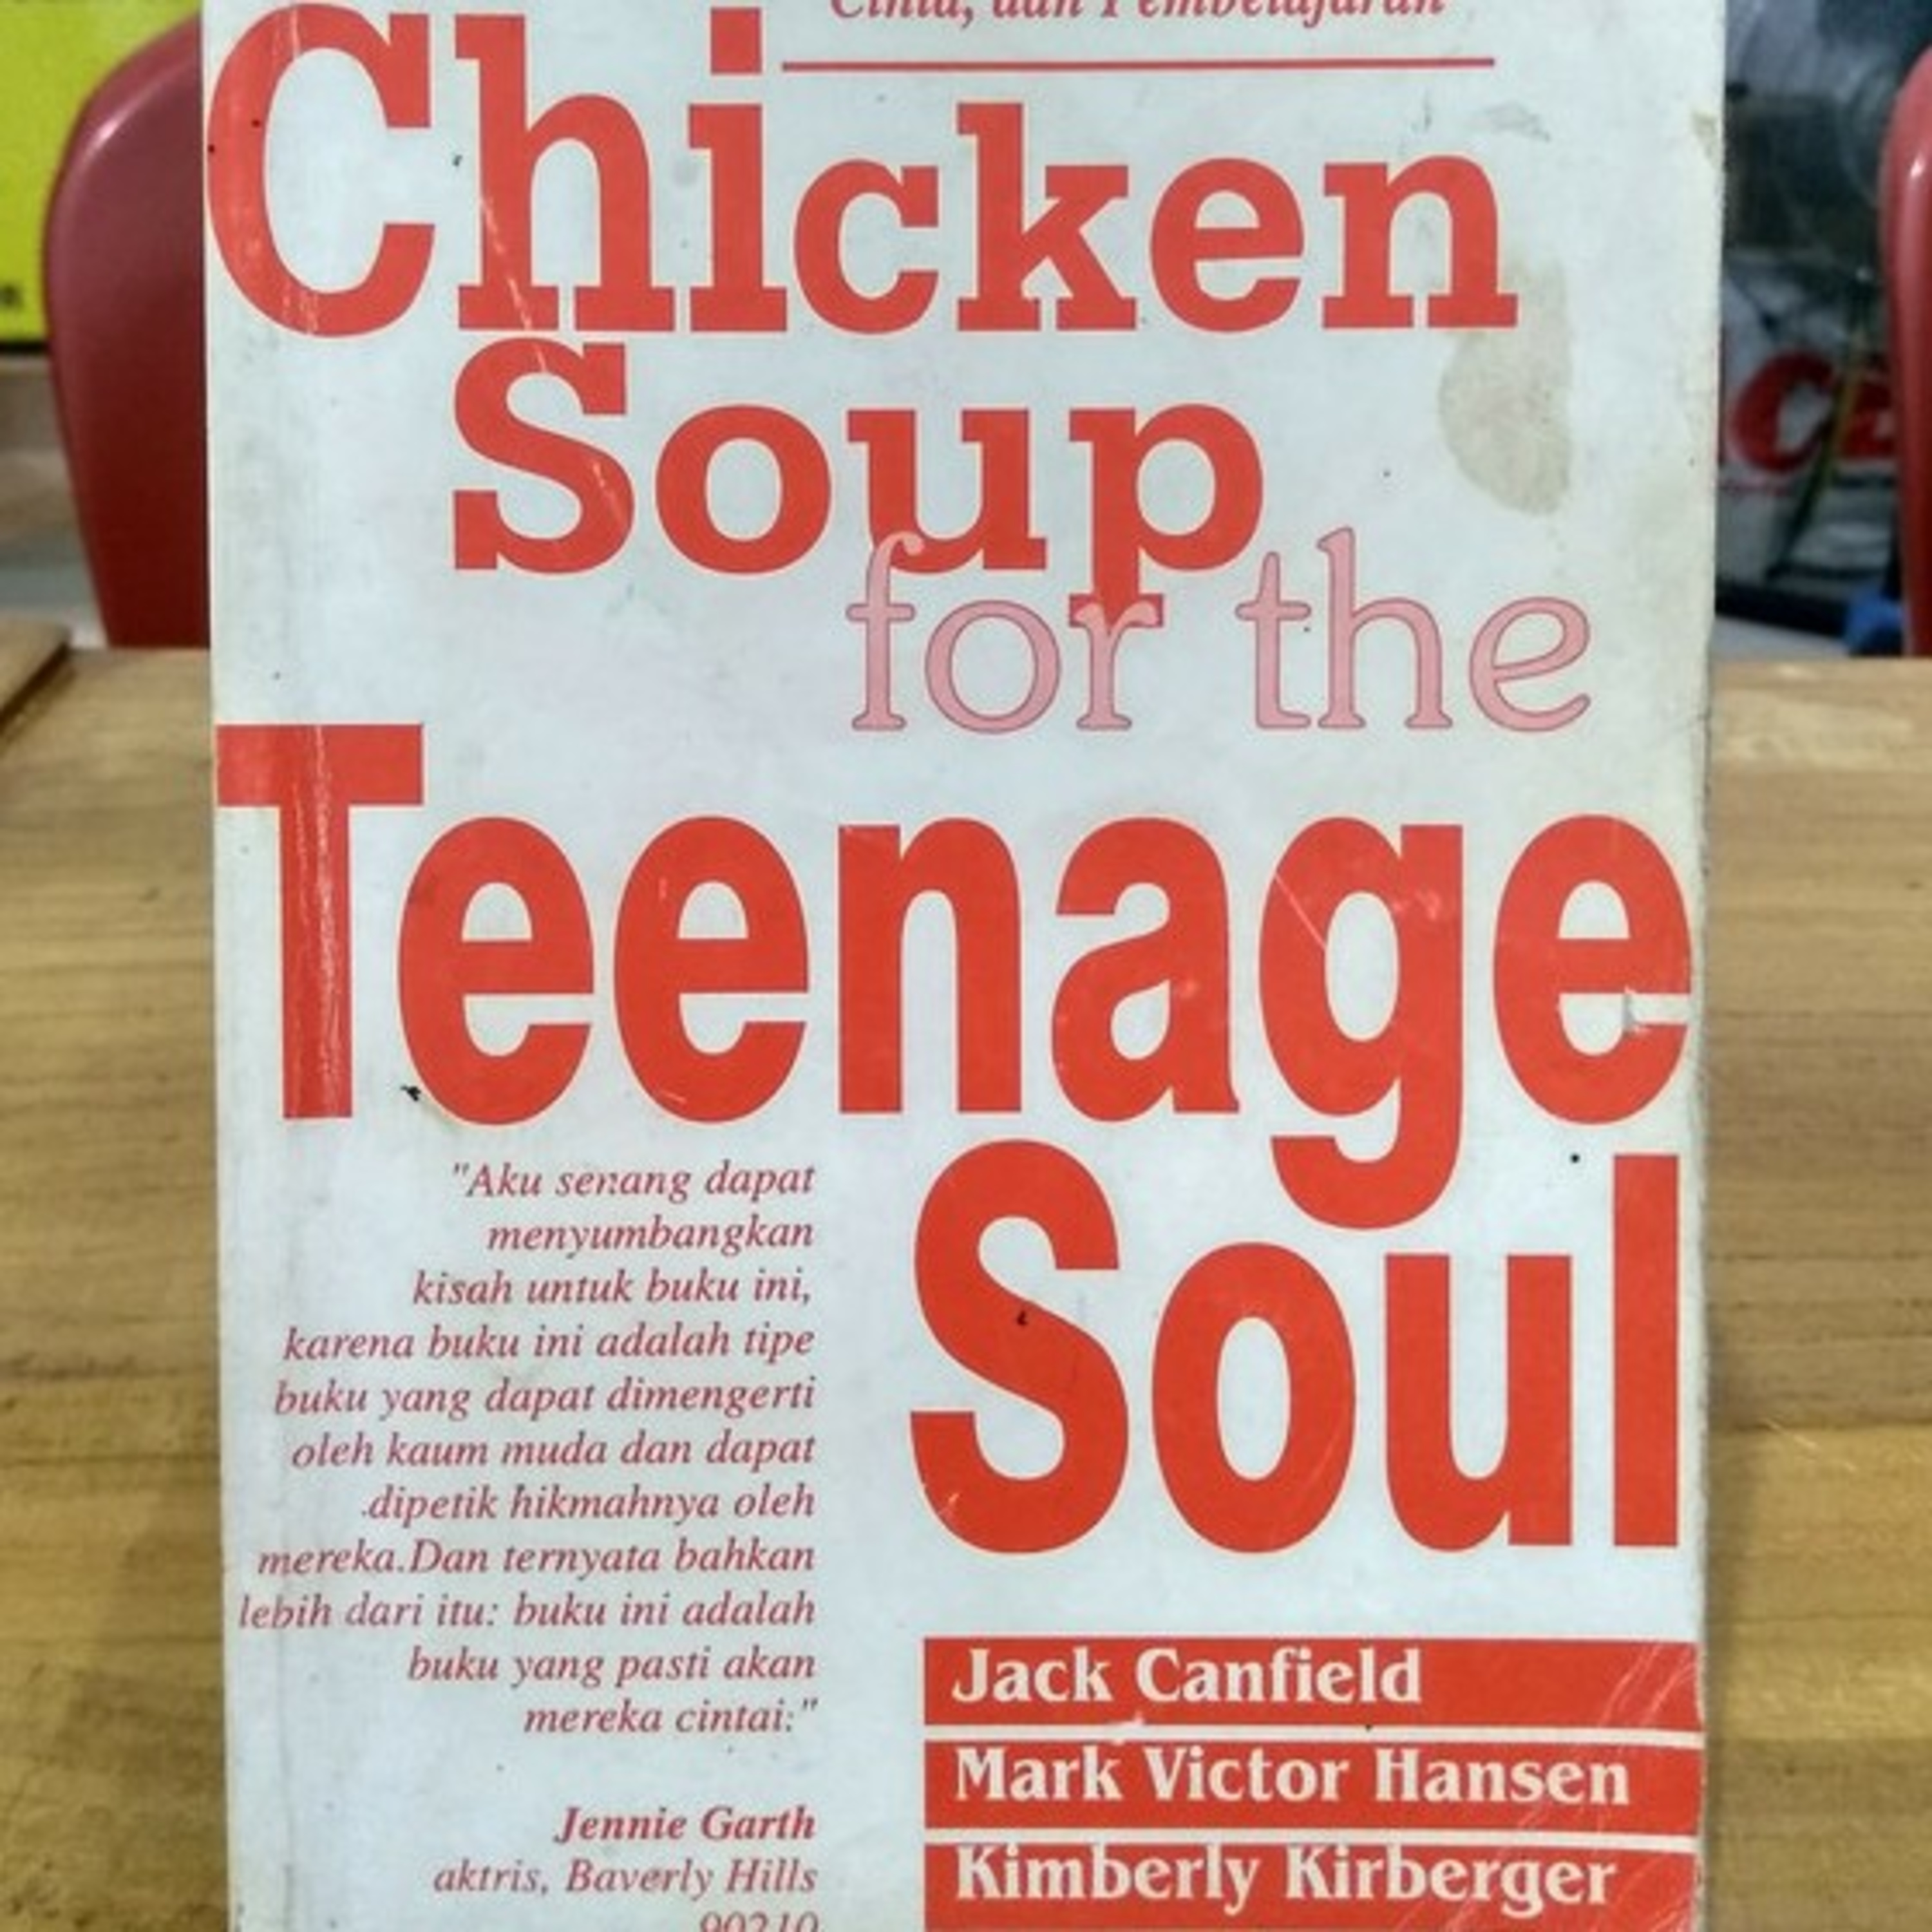 Cinta, dan Pembelajaran
Chicken
Soup
for the
Teenage
Soul
"Aku senang dapat
menyumbangkan
kisah untuk buku ini,
karena buku ini adalah tipe
buku yang dapat dimengerti
oleh kaum muda dan dapat
.dipetik hikmahnya oleh
mereka.Dan ternyata bahkan
lebih dari itu: buku ini adalah
buku yang pasti akan
mereka cintai:"
Jennie Garth
aktris, Baverly Hills
90210
Jack Canfield
Mark Victor Hansen
Kimberly Kirberger